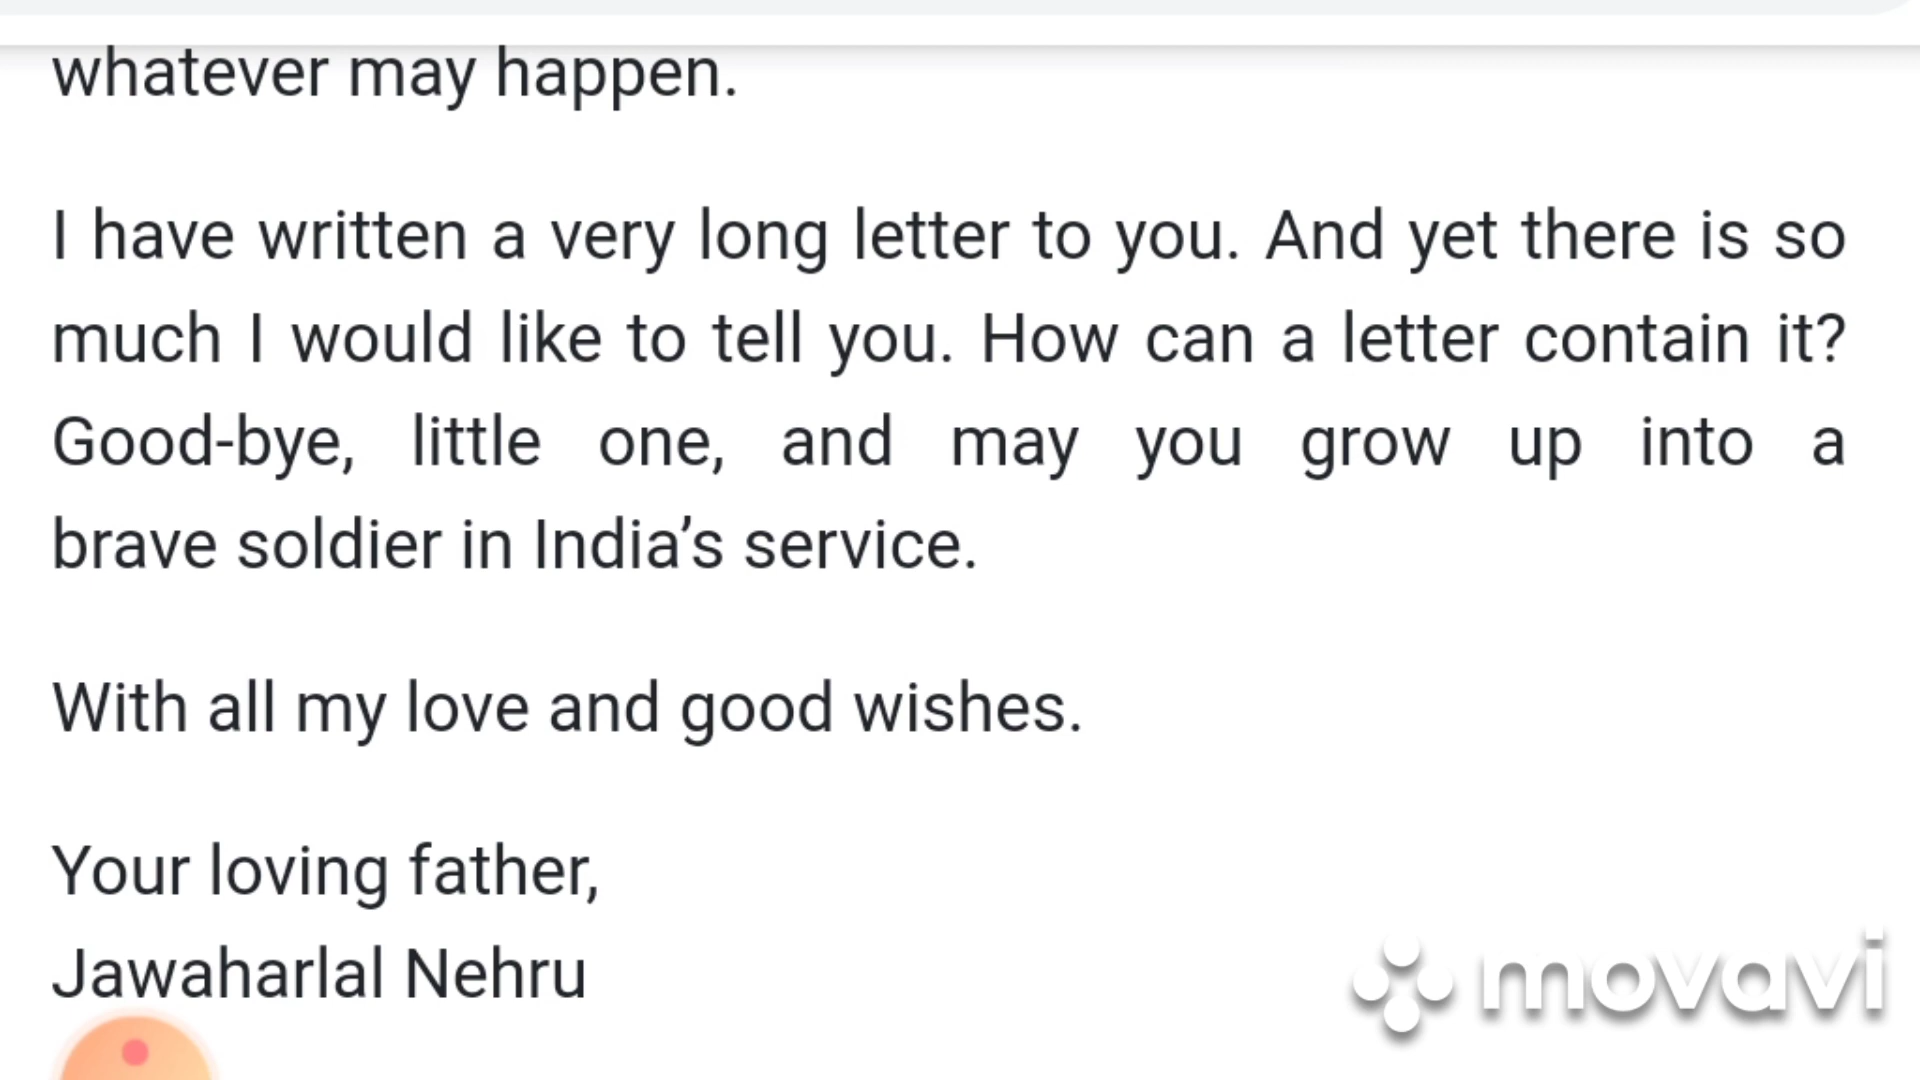 whatever may happen.
I have written a very long letter to you. And yet there is so
much I would like to tell you. How can a letter contain it?
Good-bye, little one, and may you grow up into a
brave soldier in India’s service.
With all my love and good wishes.
Your loving father,
Jawaharlal Nehru
movavi